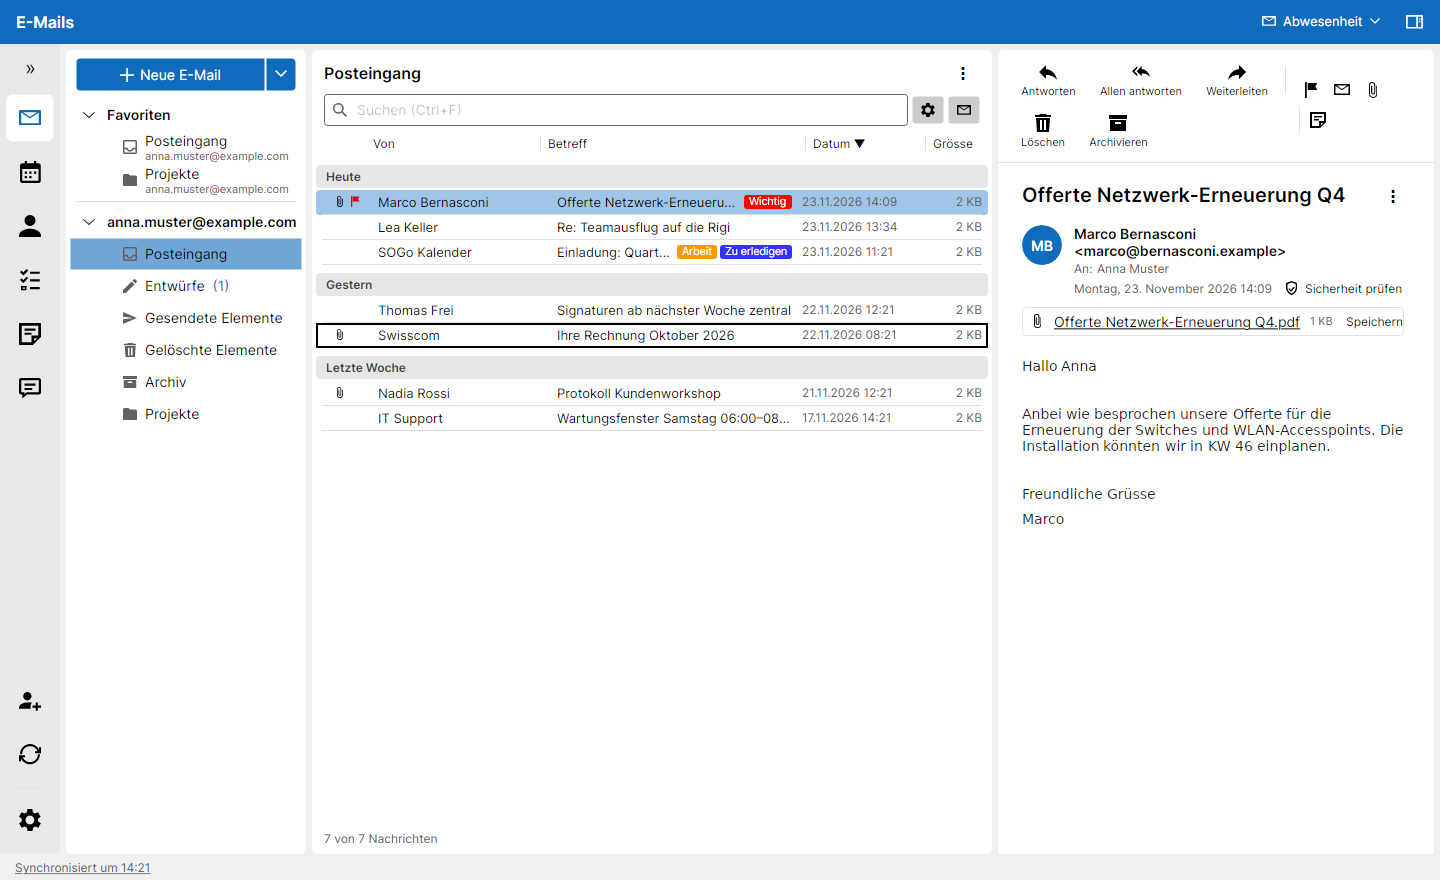 E-Mails
Abwesenheit
»
Neue E-Mail
Favoriten
Posteingang
anna.muster@example.com
Projekte
anna.muster@example.com
anna.muster@example.com
Posteingang
Entwürfe (1)
Gesendete Elemente
Gelöschte Elemente
Archiv
Projekte
Posteingang
Suchen (Ctrl+F)
Von Betreff Datum ▼ Grösse
Heute
Marco Bernasconi Offerte Netzwerk-Erneueru... Wichtig 23.11.2026 14:09 2 KB
Lea Keller Re: Teamausflug auf die Rigi 23.11.2026 13:34 2 KB
SOGo Kalender Einladung: Quart... Arbeit Zu erledigen 23.11.2026 11:21 2 KB
Gestern
Thomas Frei Signaturen ab nächster Woche zentral 22.11.2026 12:21 2 KB
Swisscom Ihre Rechnung Oktober 2026 22.11.2026 08:21 2 KB
Letzte Woche
Nadia Rossi Protokoll Kundenworkshop 21.11.2026 12:21 2 KB
IT Support Wartungsfenster Samstag 06:00–08... 17.11.2026 14:21 2 KB
7 von 7 Nachrichten
Antworten Allen antworten Weiterleiten
Löschen Archivieren
Offerte Netzwerk-Erneuerung Q4
MB
Marco Bernasconi
<marco@bernasconi.example>
An: Anna Muster
Montag, 23. November 2026 14:09 Sicherheit prüfen
Offerte Netzwerk-Erneuerung Q4.pdf 1 KB Speichern
Hallo Anna
Anbei wie besprochen unsere Offerte für die
Erneuerung der Switches und WLAN-Accesspoints. Die
Installation könnten wir in KW 46 einplanen.
Freundliche Grüsse
Marco
Synchronisiert um 14:21